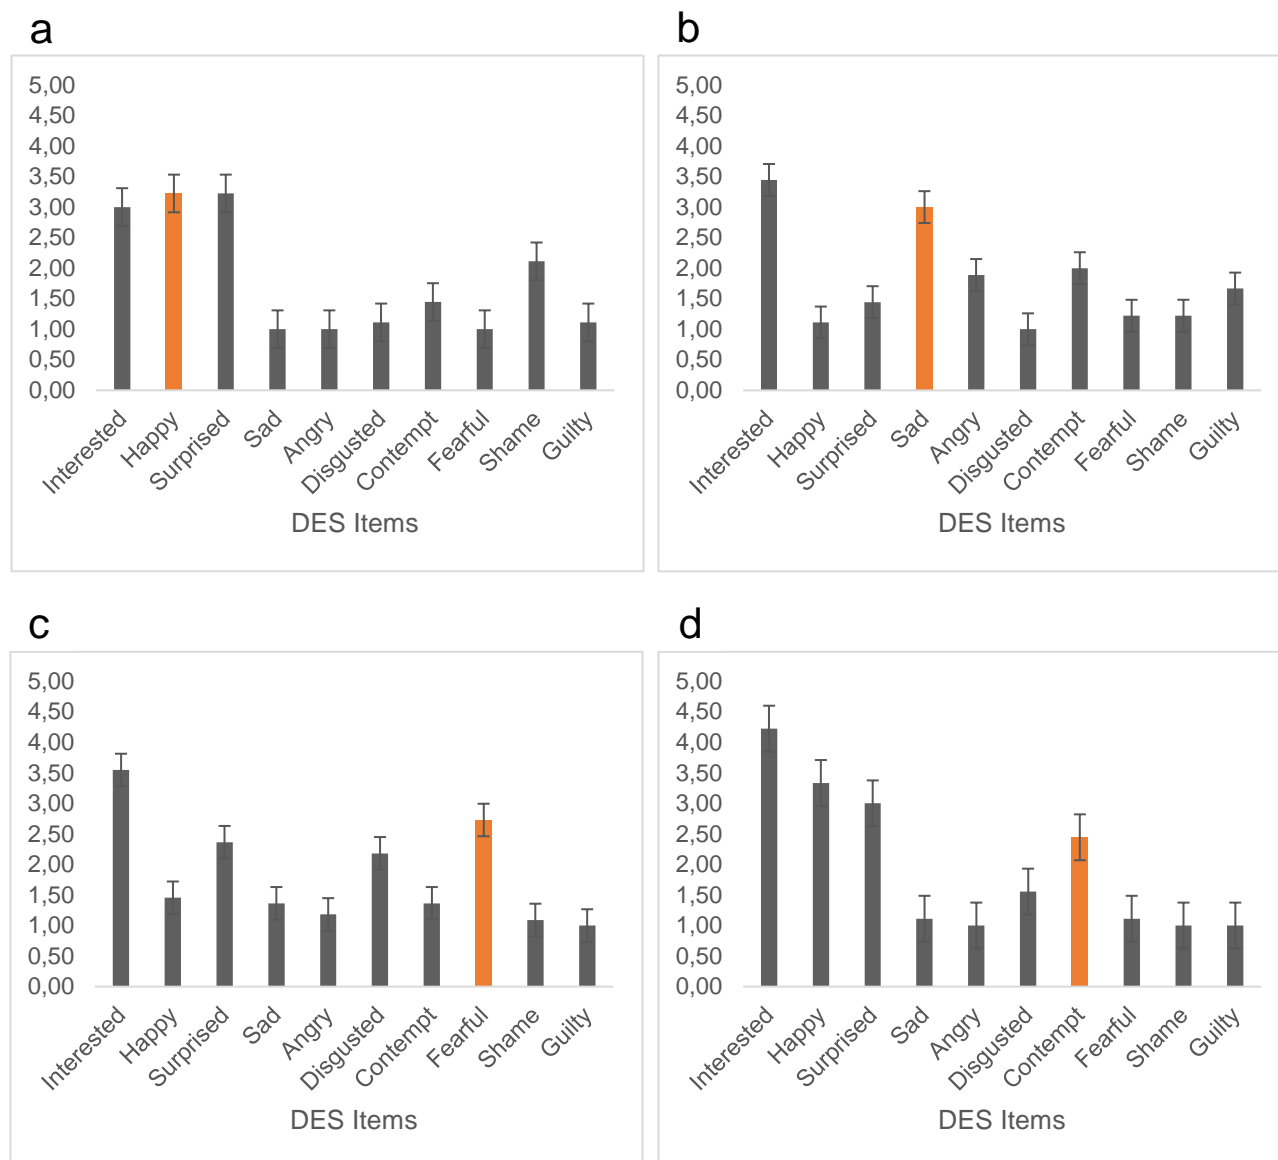 a
5,00
4,50
4,00
3,50
3,00
2,50
2,00
1,50
1,00
0,50
0,00
Interested
Happy
Surprised
Sad
Angry
Disgusted
Contempt
Fearful
Shame
Guilty
DES Items
b
5,00
4,50
4,00
3,50
3,00
2,50
2,00
1,50
1,00
0,50
0,00
Interested
Happy
Surprised
Sad
Angry
Disgusted
Contempt
Fearful
Shame
Guilty
DES Items
c
5,00
4,50
4,00
3,50
3,00
2,50
2,00
1,50
1,00
0,50
0,00
Interested
Happy
Surprised
Sad
Angry
Disgusted
Contempt
Fearful
Shame
Guilty
DES Items
d
5,00
4,50
4,00
3,50
3,00
2,50
2,00
1,50
1,00
0,50
0,00
Interested
Happy
Surprised
Sad
Angry
Disgusted
Contempt
Fearful
Shame
Guilty
DES Items